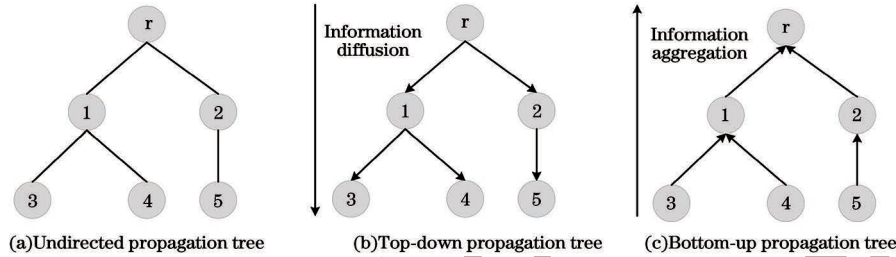 r
1
2
3
4
5
(a)Undirected propagation tree
Information
diffusion
r
1
2
3
4
5
(b)Top-down propagation tree
Information
aggregation
r
1
2
3
4
5
(c)Bottom-up propagation tree